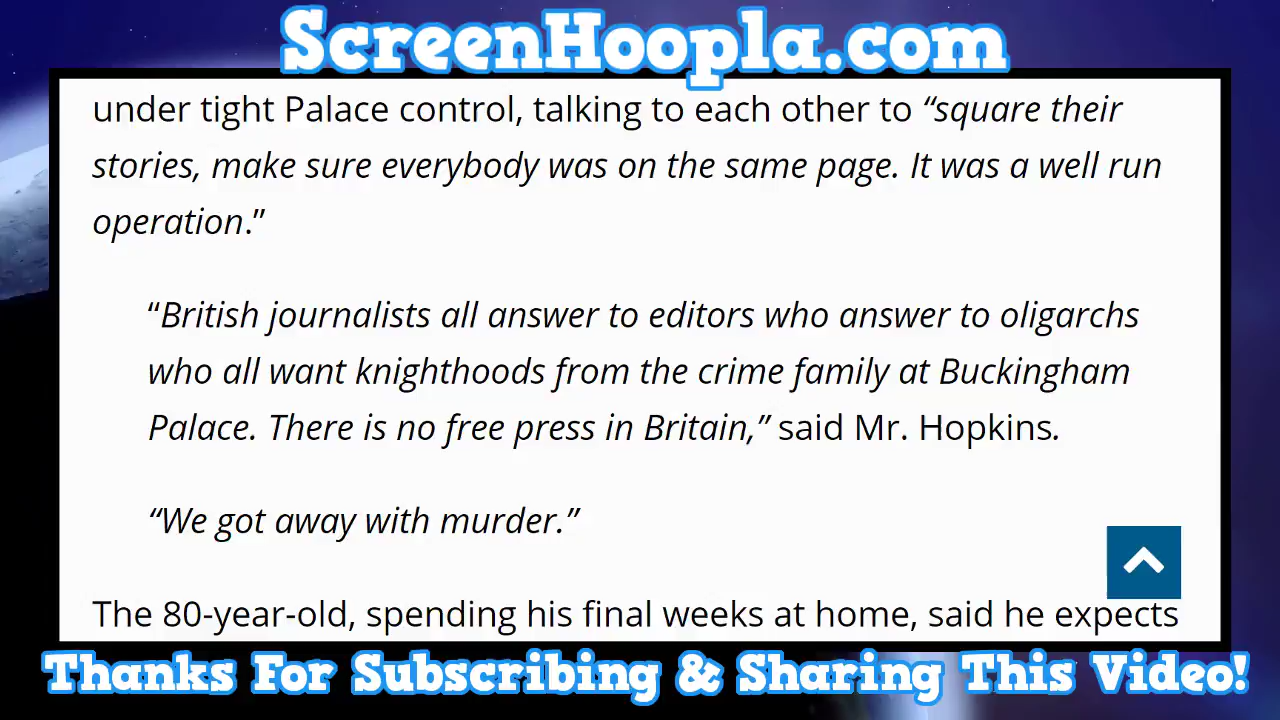 ScreenHoopla.com
under tight Palace control, talking to each other to “square their
stories, make sure everybody was on the same page. It was a well run
operation.”
“British journalists all answer to editors who answer to oligarchs
who all want knighthoods from the crime family at Buckingham
Palace. There is no free press in Britain,” said Mr. Hopkins.
“We got away with murder.”
The 80-year-old, spending his final weeks at home, said he expects
Thanks For Subscribing & Sharing This Video!